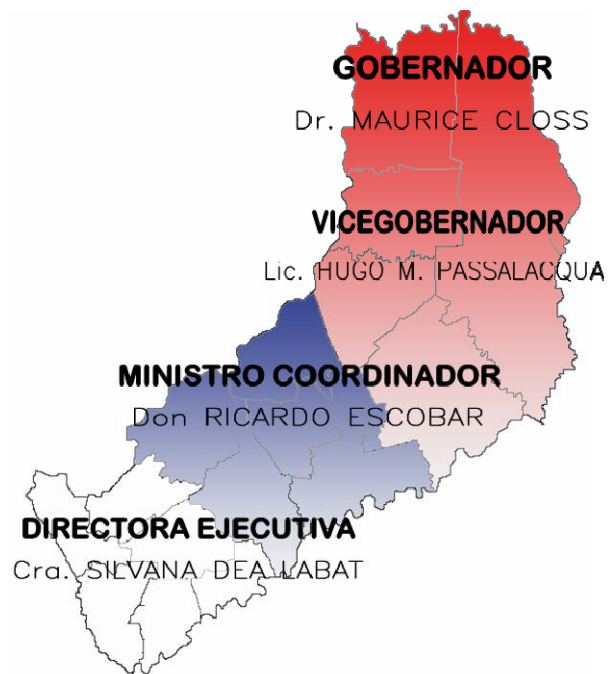 GOBERNADOR
Dr. MAURICE CLOSS
VICEGOBERNADOR
Lic. HUGO M. PASSALACQUA
MINISTRO COORDINADOR
Don RICARDO ESCOBAR
DIRECTORA EJECUTIVA
Cra. SILVANA DEA LABAT